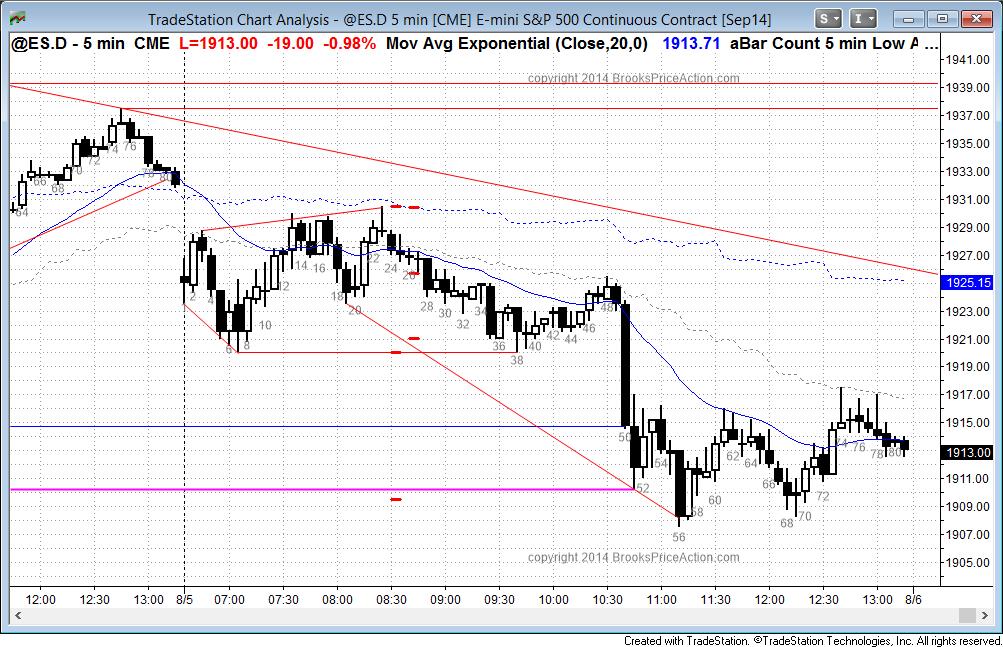 TradeStation Chart Analysis - @ES.D 5 min [CME] E-mini S&P 500 Continuous Contract [Sep14]
S I
@ES.D - 5 min CME L=1913.00 -19.00 -0.98% Mov Avg Exponential (Close,20,0) 1913.71 aBar Count 5 min Low A ...
copyright 2014 BrooksPriceAction.com
1941.00
1939.00
1937.00
1935.00
1933.00
1931.00
1929.00
1927.00
1925.15
1923.00
1921.00
1919.00
1917.00
1915.00
1913.00
1911.00
1909.00
1907.00
1905.00
64 66 68 70 72 74 76 78 80
2 4 6 8 10 12 14 16 18 20 22 24 26 28 30 32 34 36 38 40 42 44 46 48 50 52 54 56 58 60 62 64 66 68 70 72 74 76 78 80
copyright 2014 BrooksPriceAction.com
12:00 12:30 13:00 8/5 07:00 07:30 08:00 08:30 09:00 09:30 10:00 10:30 11:00 11:30 12:00 12:30 13:00 8/6
Created with TradeStation. ©TradeStation Technologies, Inc. All rights reserved.